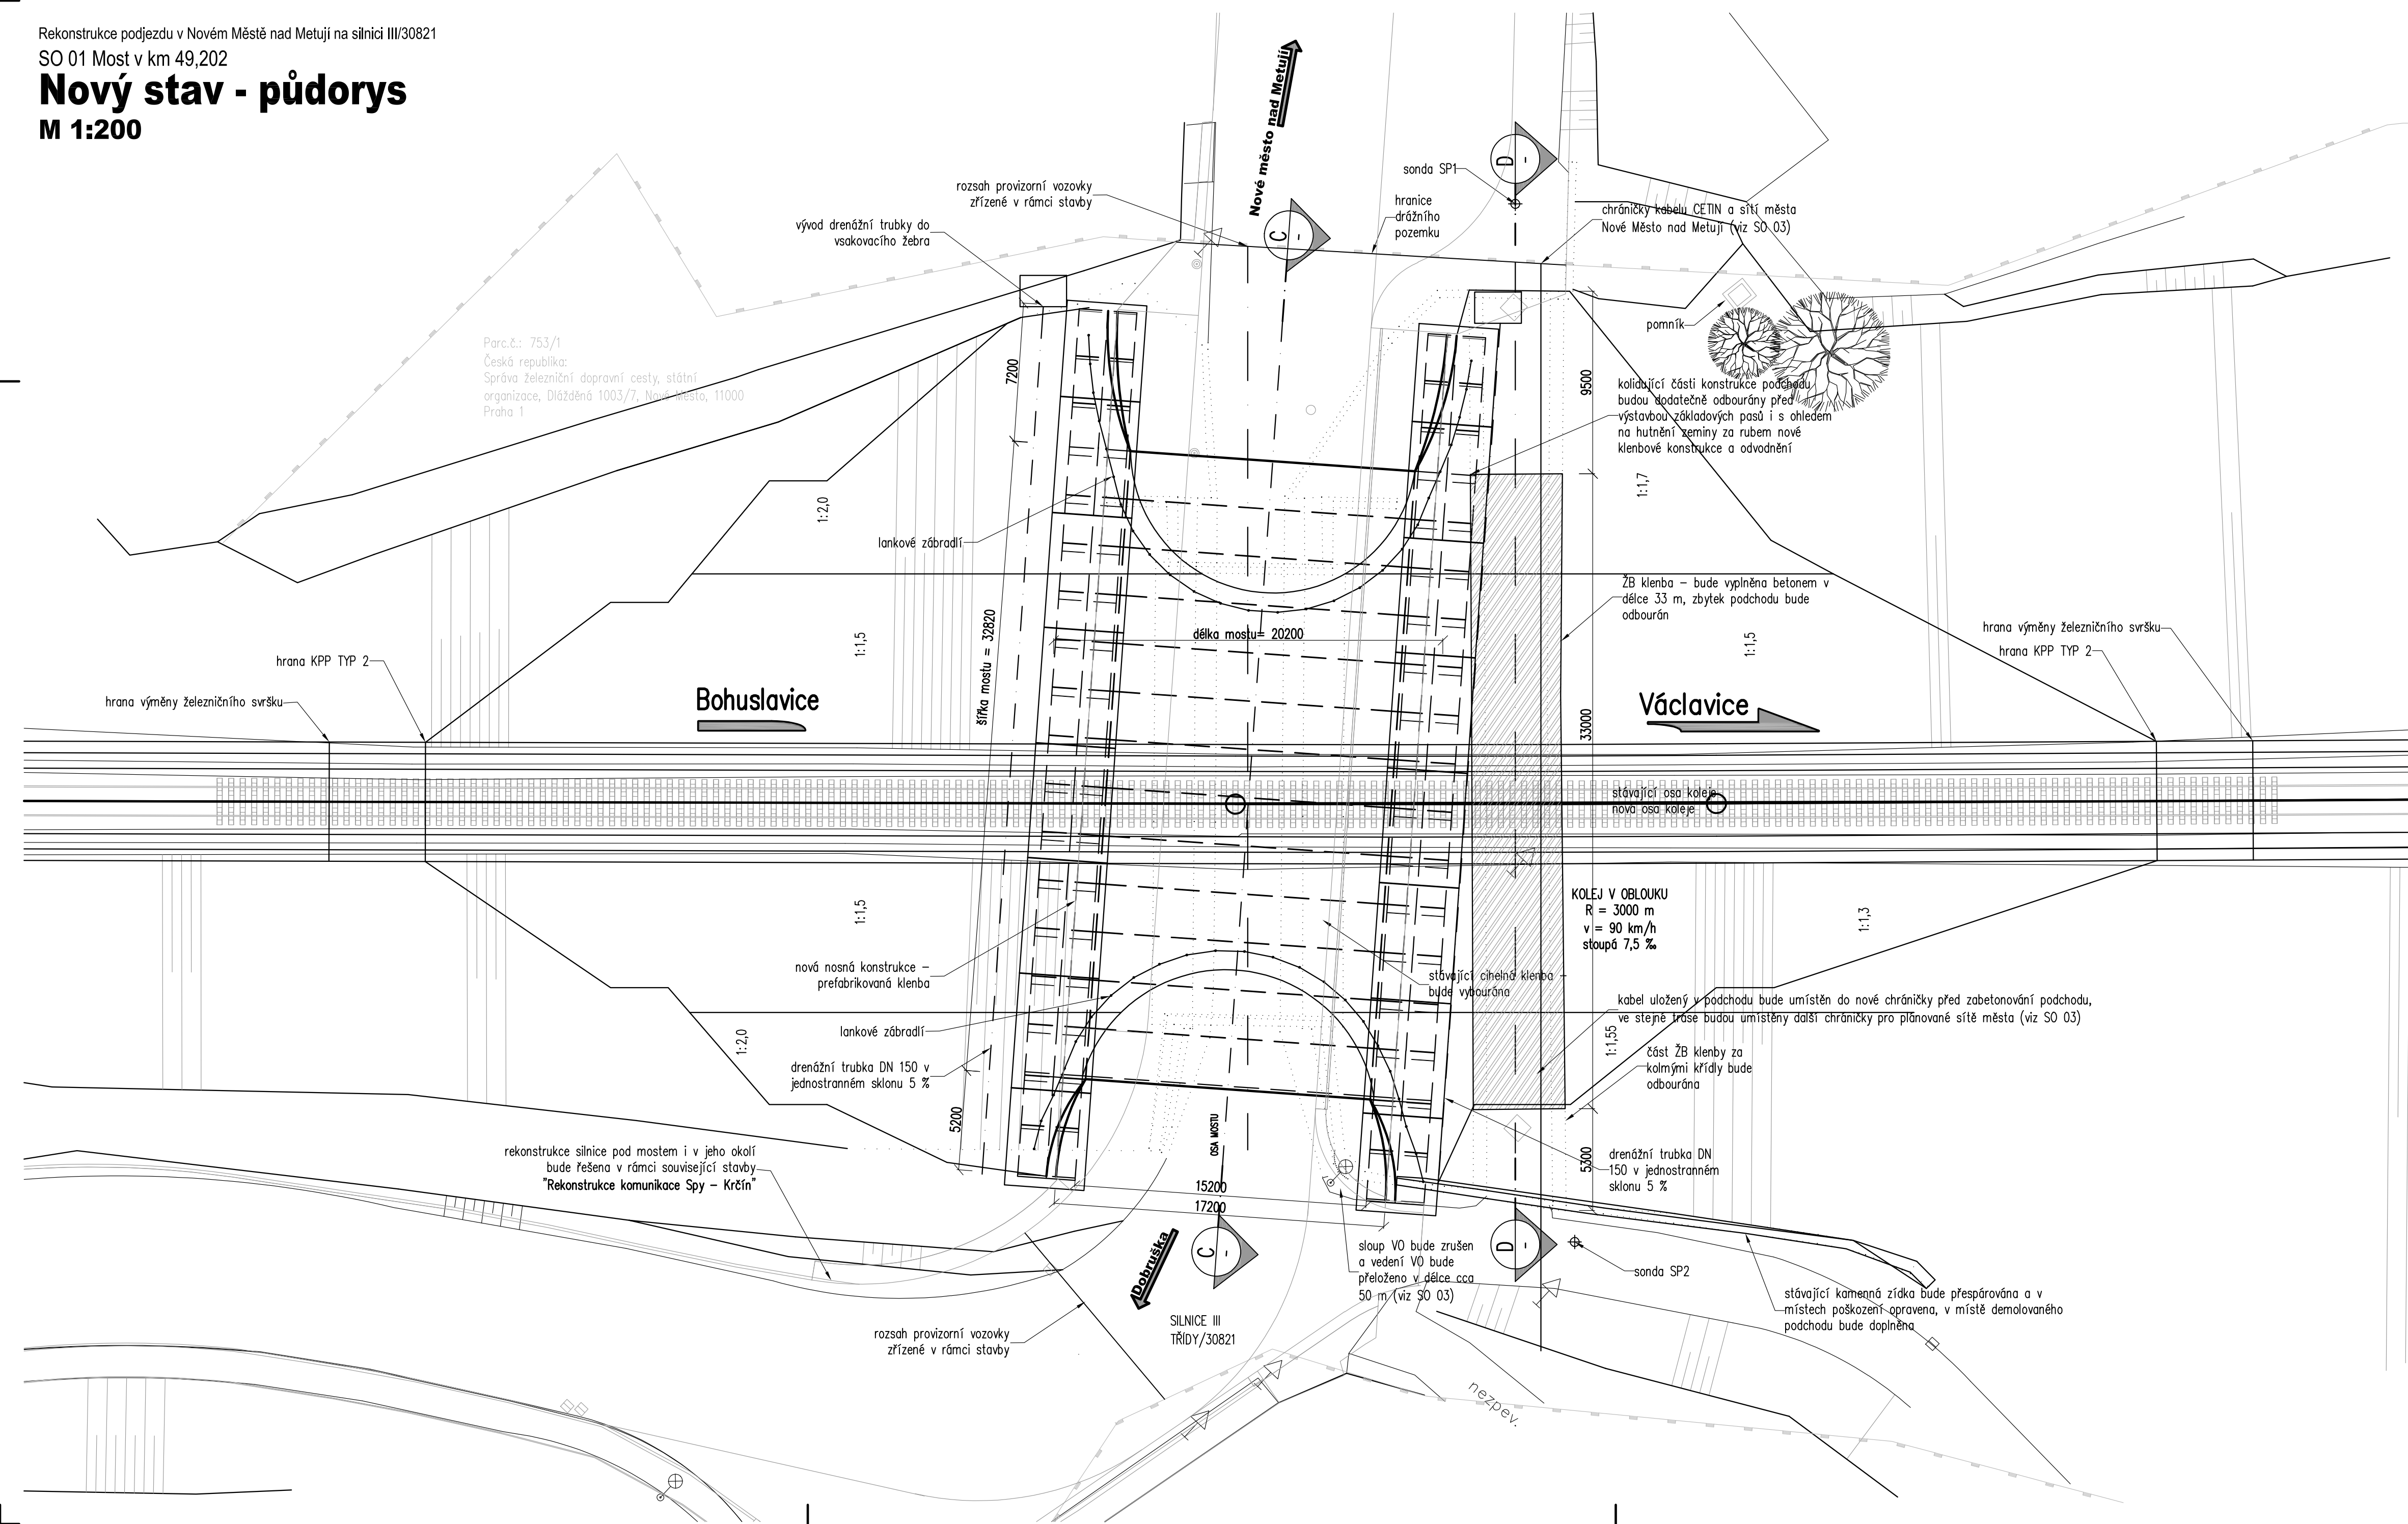 Rekonstrukce podjezdu v Novém Městě nad Metují na silnici III/30821
SO 01 Most v km 49,202
Nový stav - půdorys
M 1:200
Nové město nad Metují
sonda SP1
D
-
rozsah provizorní vozovky
zřízené v rámci stavby
hranice
drážního
pozemku
chráničky kabelu CETIN a sítí města
Nové Město nad Metují (viz SO 03)
vývod drenážní trubky do
vsakovacího žebra
C
-
pomník
Parc.č.: 753/1
Česká republika:
Správa železniční dopravní cesty, státní
organizace, Dlážděná 1003/7, Nové Město, 11000
Praha 1
7200
9500
kolidující části konstrukce podchodu
budou dodatečně odbourány před
výstavbou základových pasů i s ohledem
na hutnění zeminy za rubem nové
klenbové konstrukce a odvodnění
1:2,0
1:1,7
lankové zábradlí
ŽB klenba – bude vyplněna betonem v
délce 33 m, zbytek podchodu bude
odbourán
délka mostu= 20200
šířka mostu = 32820
1:1,5
1:1,5
hrana výměny železničního svršku
hrana KPP TYP 2
hrana KPP TYP 2
hrana výměny železničního svršku
Bohuslavice
Václavice
33000
stávající osa koleje
nová osa koleje
KOLEJ V OBLOUKU
R = 3000 m
v = 90 km/h
stoupá 7,5 ‰
1:1,5
1:1,3
nová nosná konstrukce –
prefabrikovaná klenba
stávající cihelná klenba –
bude vybourána
kabel uložený v podchodu bude umístěn do nové chráničky před zabetonování podchodu,
ve stejné trase budou umístěny další chráničky pro plánované sítě města (viz SO 03)
lankové zábradlí
1:2,0
1:1,55
část ŽB klenby za
kolmými křídly bude
odbourána
drenážní trubka DN 150 v
jednostranném sklonu 5 %
5200
OSA MOSTU
rekonstrukce silnice pod mostem i v jeho okolí
bude řešena v rámci související stavby
"Rekonstrukce komunikace Spy – Krčín"
drenážní trubka DN
150 v jednostranném
sklonu 5 %
5300
15200
17200
Dobruška
C
-
D
-
sloup VO bude zrušen
a vedení VO bude
přeloženo v délce cca
50 m (viz SO 03)
sonda SP2
stávající kamenná zídka bude přespárována a v
místech poškození opravena, v místě demolovaného
podchodu bude doplněna
SILNICE III
TŘÍDY/30821
rozsah provizorní vozovky
zřízené v rámci stavby
nezpev.